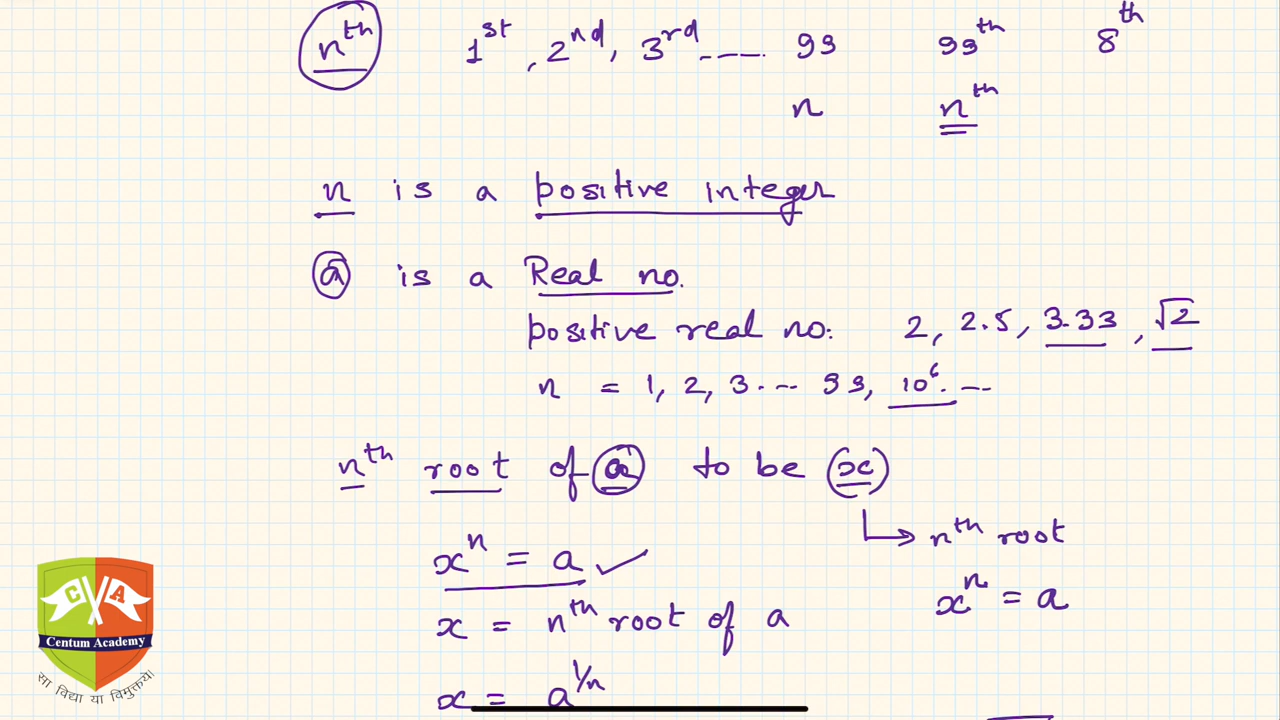 nᵗʰ 1ˢᵗ, 2ⁿᵈ, 3ʳᵈ ...... 99 99ᵗʰ 8ᵗʰ
n nᵗʰ
n is a positive integer
a is a Real no.
positive real no: 2, 2.5, 3.33, √2
n = 1, 2, 3 .... 99, 10⁶. ...
nᵗʰ root of a to be x
nᵗʰ root
xⁿ = a ✓
xⁿ = a
x = nᵗʰ root of a
x = a^1/n
C A
Centum Academy
सा विद्या या विमुक्तये।